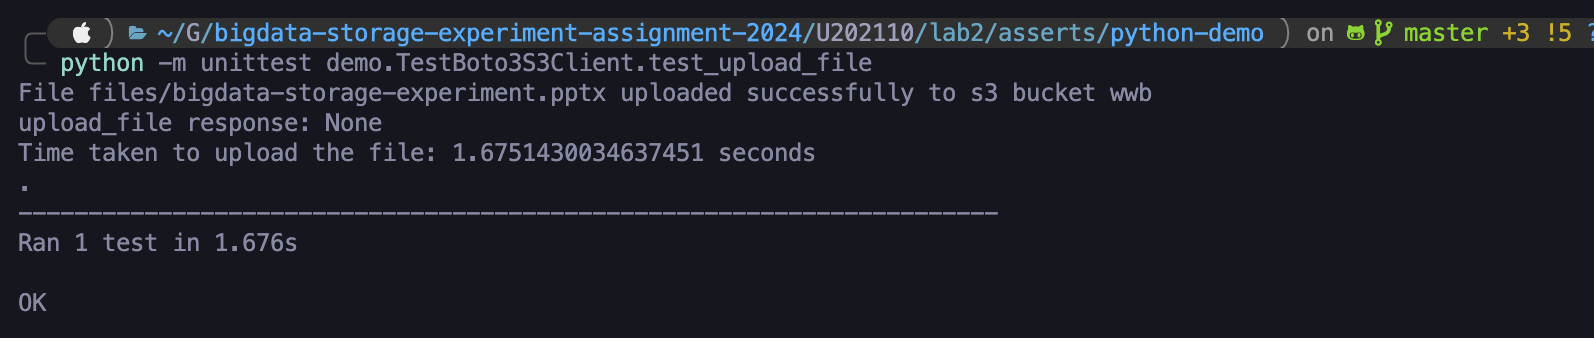 ~/G/bigdata-storage-experiment-assignment-2024/U202110/lab2/asserts/python-demo ) on master +3 !5 ?
python -m unittest demo.TestBoto3S3Client.test_upload_file
File files/bigdata-storage-experiment.pptx uploaded successfully to s3 bucket wwb
upload_file response: None
Time taken to upload the file: 1.6751430034637451 seconds
.
----------------------------------------------------------------------
Ran 1 test in 1.676s
OK